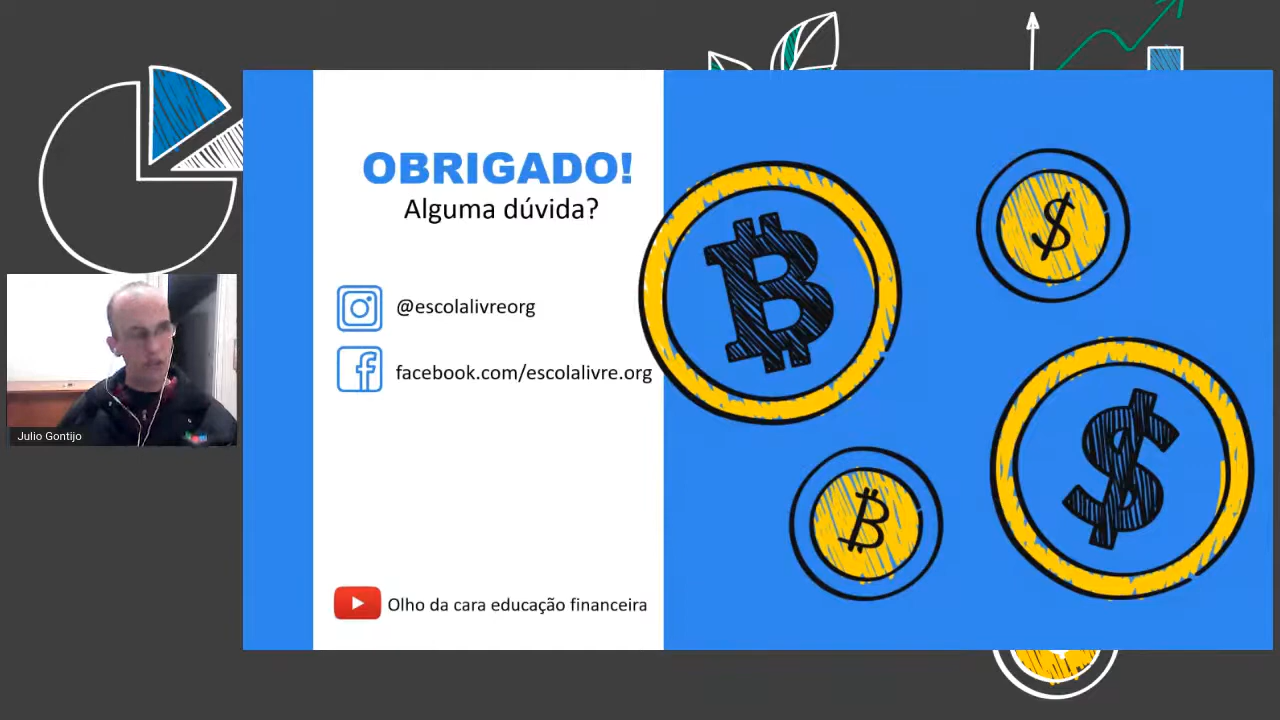 OBRIGADO!
Alguma dúvida?
@escolalivreorg
facebook.com/escolalivre.org
Julio Gontijo
Olho da cara educação financeira